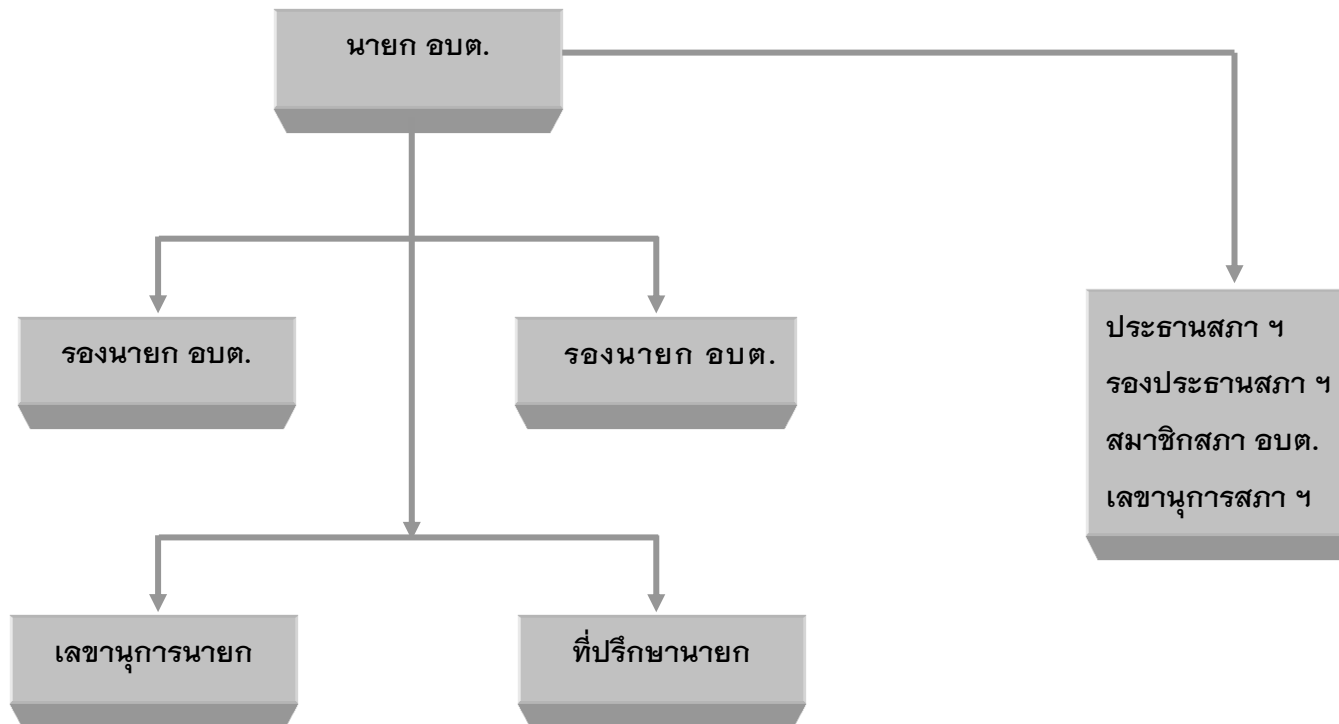 นายก อบต.
รองนายก อบต.
รองนายก อบต.
ประธานสภา ฯ
รองประธานสภา ฯ
สมาชิกสภา อบต.
เลขานุการสภา ฯ
เลขานุการนายก
ที่ปรึกษานายก